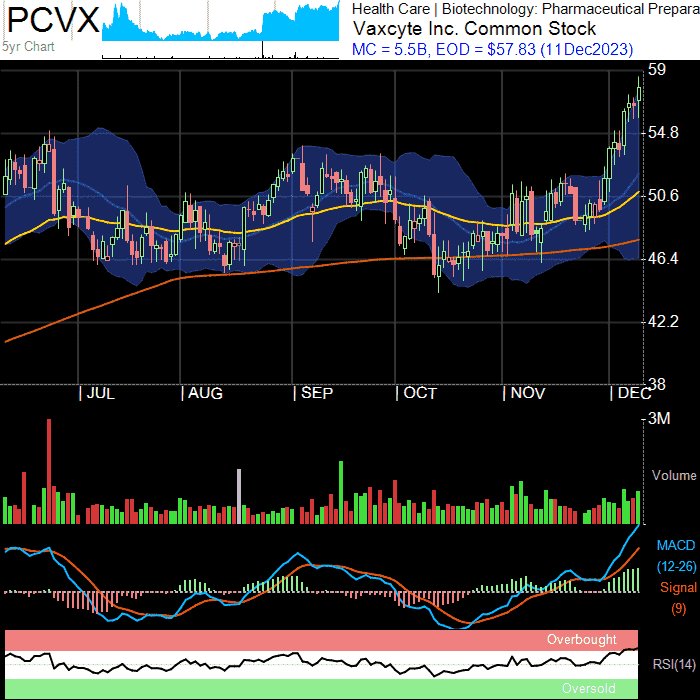 PCVX
5yr Chart
Health Care | Biotechnology: Pharmaceutical Prepara
Vaxcyte Inc. Common Stock
MC = 5.5B, EOD = $57.83 (11Dec2023)
59
54.8
50.6
46.4
42.2
38
| JUL | AUG | SEP | OCT | NOV | DEC
3M
Volume
MACD
(12-26)
Signal
(9)
Overbought
RSI(14)
Oversold